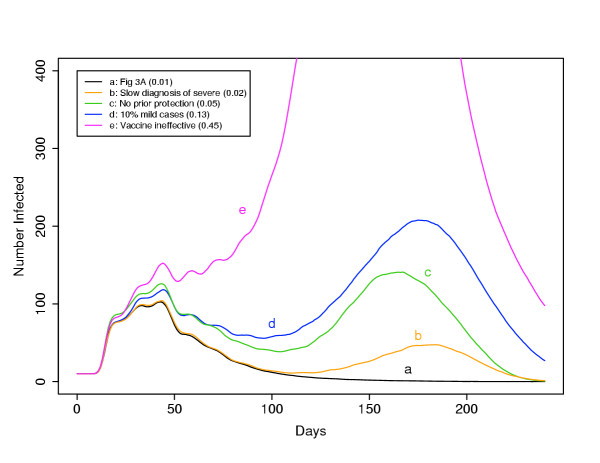 a: Fig 3A (0.01)
b: Slow diagnosis of severe (0.02)
c: No prior protection (0.05)
d: 10% mild cases (0.13)
e: Vaccine ineffective (0.45)
Number Infected
400
300
200
100
0
e
d
c
b
a
0 50 100 150 200
Days